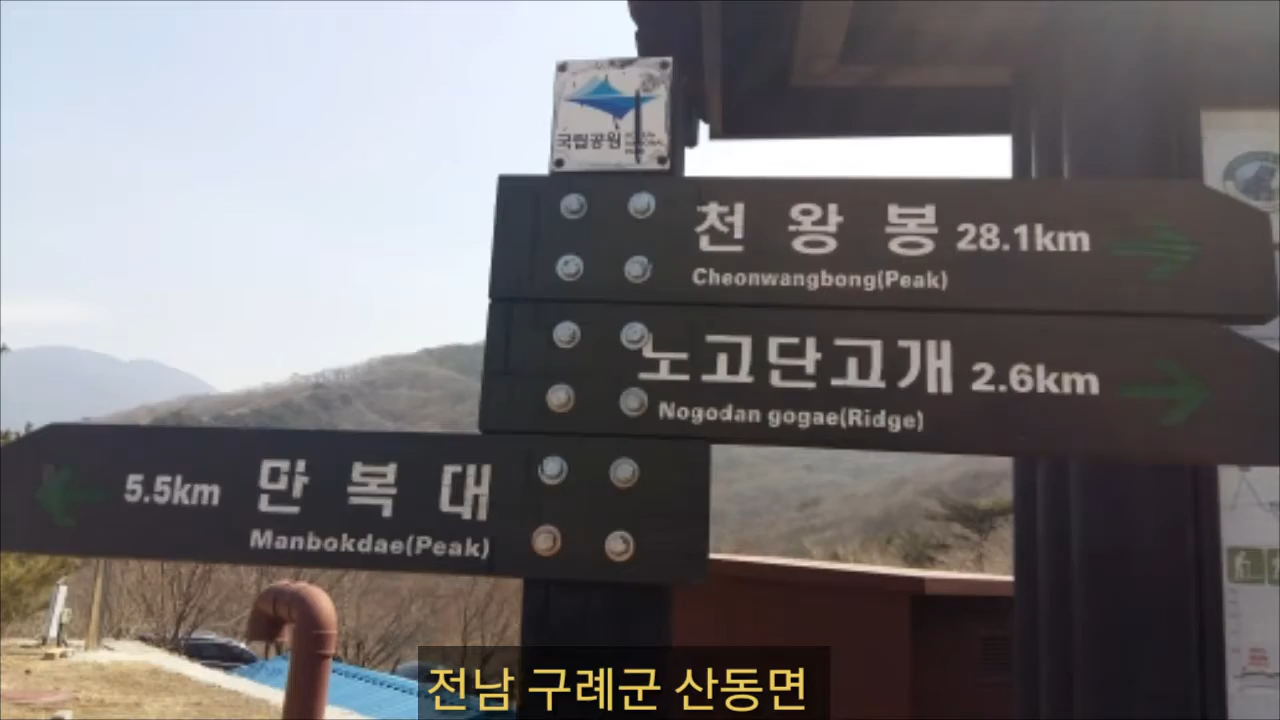 국립공원
천왕봉 28.1km
Cheonwangbong(Peak)
노고단고개 2.6km
Nogodan gogae(Ridge)
5.5km 만복대
Manbokdae(Peak)
전남 구례군 산동면